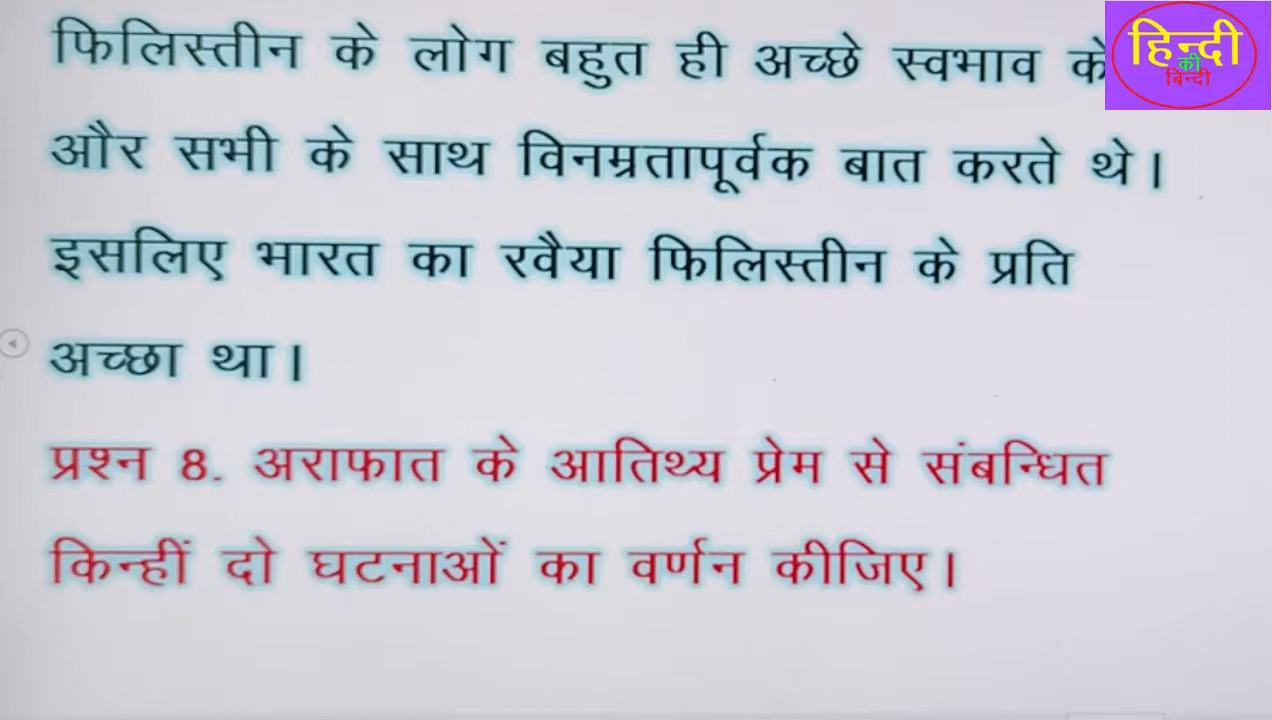 फिलिस्तीन के लोग बहुत ही अच्छे स्वभाव के
और सभी के साथ विनम्रतापूर्वक बात करते थे।
इसलिए भारत का रवैया फिलिस्तीन के प्रति
अच्छा था।
प्रश्न 8. अराफात के आतिथ्य प्रेम से संबन्धित
किन्हीं दो घटनाओं का वर्णन कीजिए।
हिन्दी
की
बिन्दी